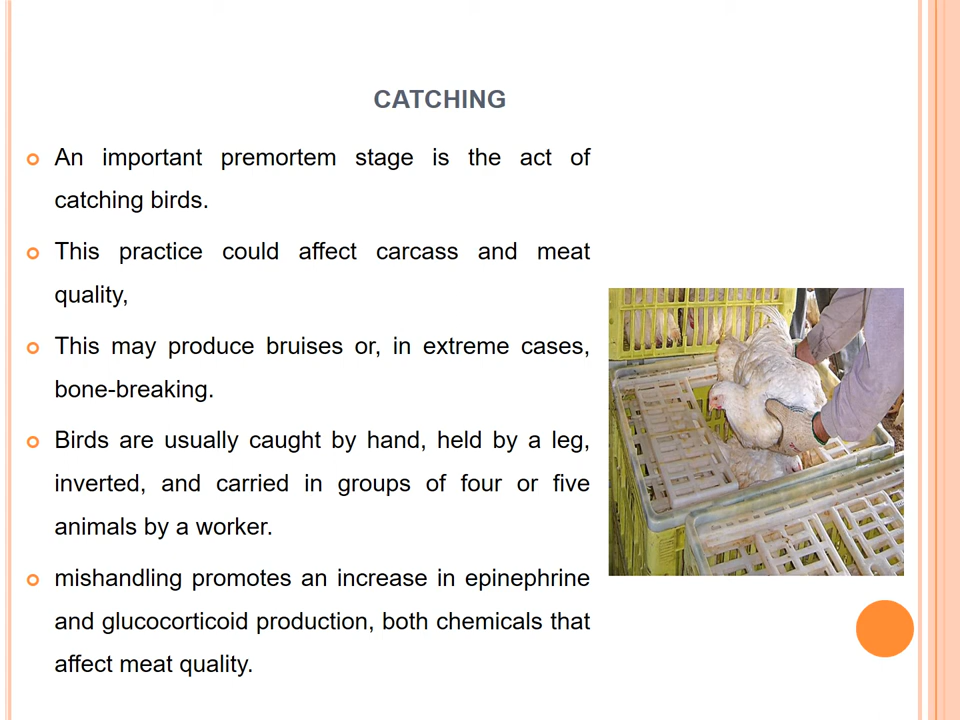 CATCHING
An important premortem stage is the act of
catching birds.
This practice could affect carcass and meat
quality,
This may produce bruises or, in extreme cases,
bone-breaking.
Birds are usually caught by hand, held by a leg,
inverted, and carried in groups of four or five
animals by a worker.
mishandling promotes an increase in epinephrine
and glucocorticoid production, both chemicals that
affect meat quality.